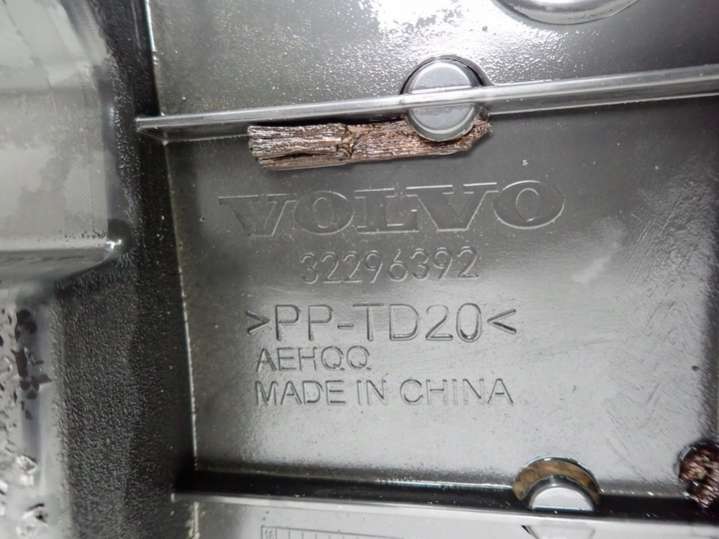 VOLVO
32296392
>PP-TD20<
AEHQQ
MADE IN CHINA